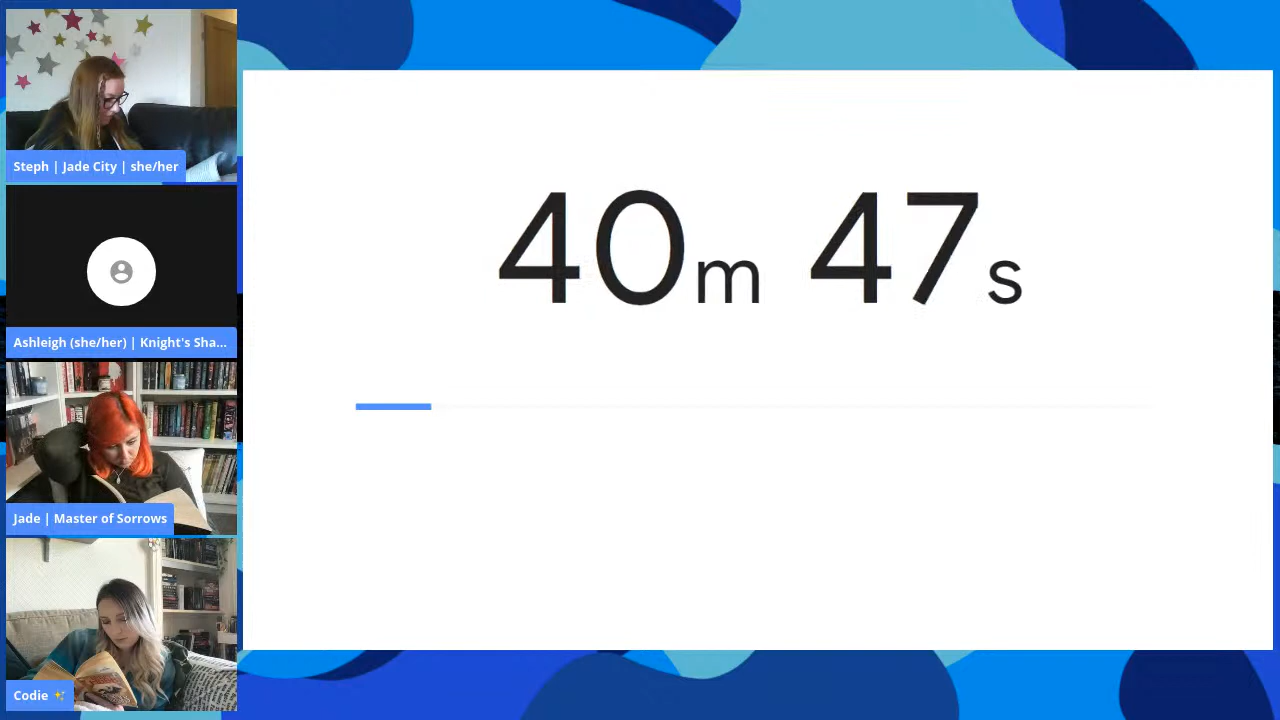 Steph | Jade City | she/her
Ashleigh (she/her) | Knight's Sha...
Jade | Master of Sorrows
Codie ✨
40m 47s